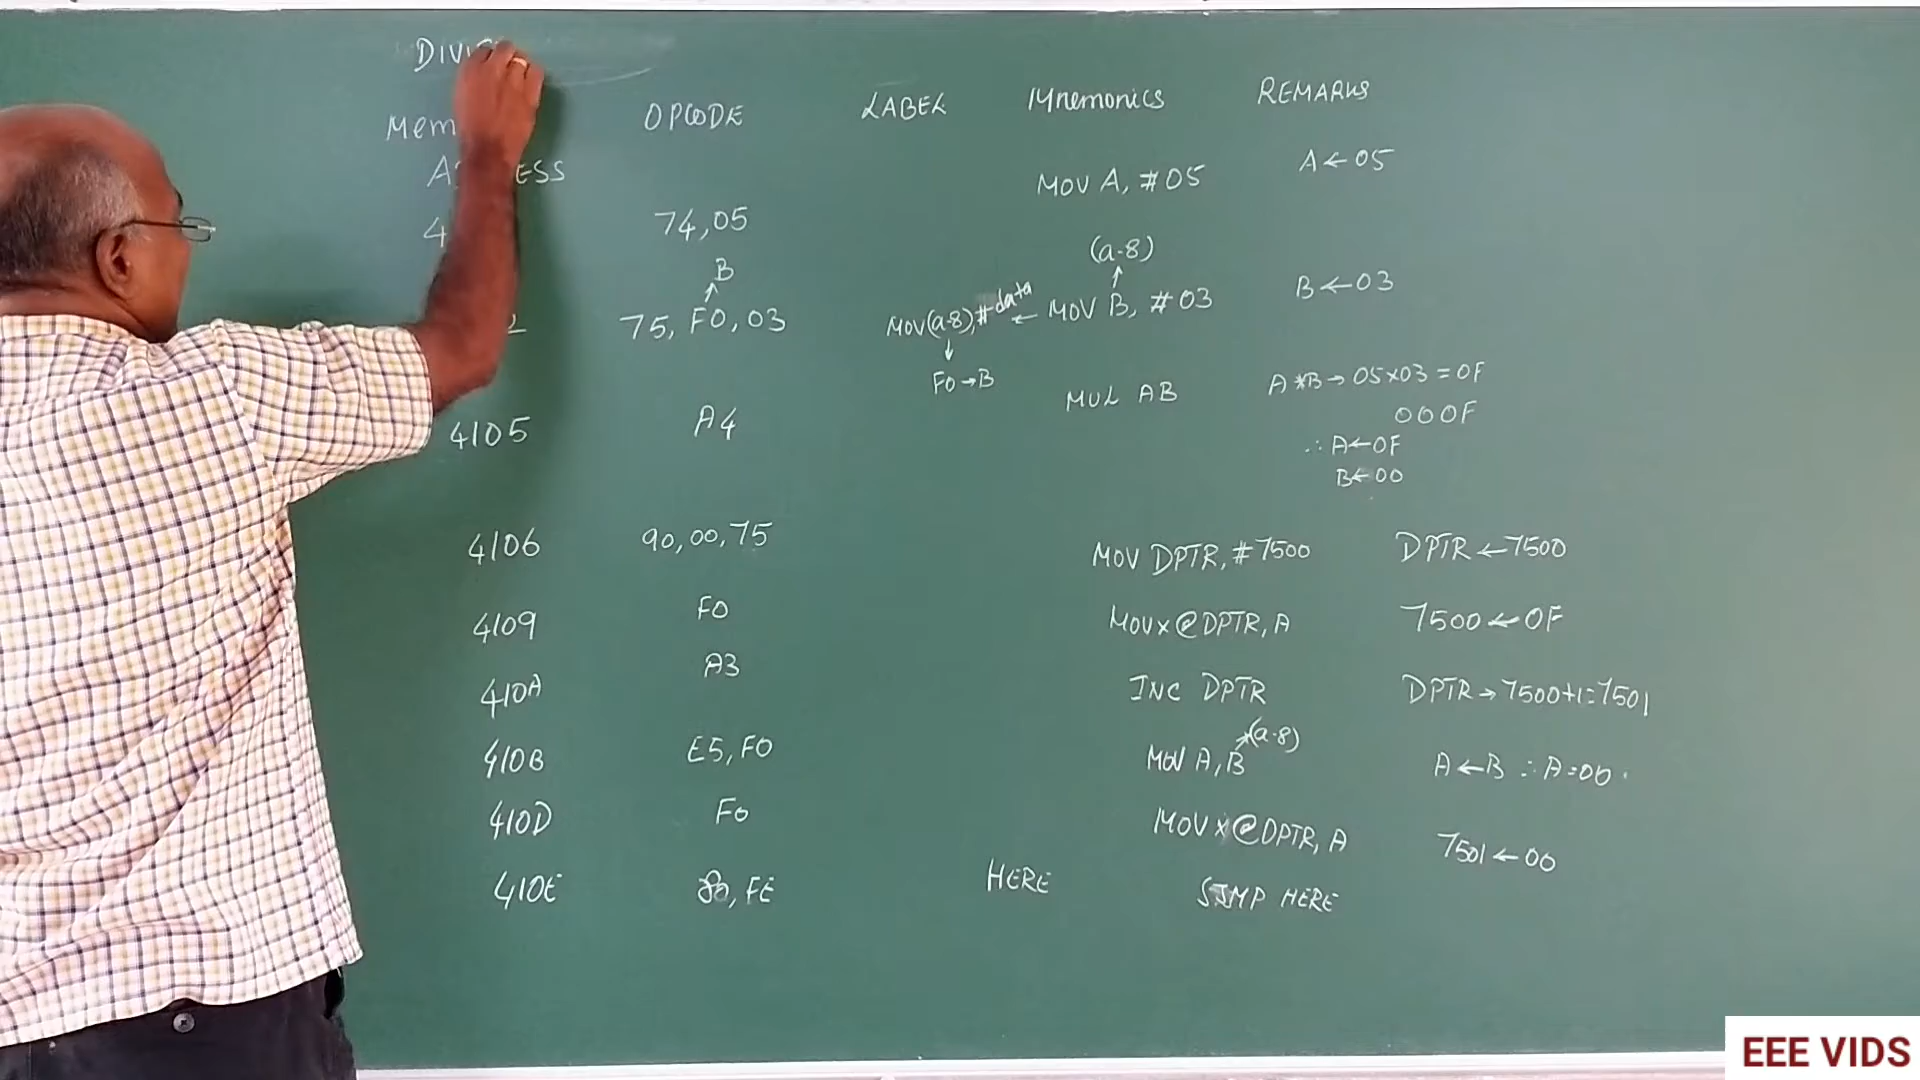 DIVI
Mem OPCODE LABEL Mnemonics REMARKS
A ESS
MOV A, #05 A←05
4 74,05
B (a-8)
2 75, F0, 03 MOV(a-8), #data ← MOV B, #03 B←03
F0→B
4105 A4 MUL AB A*B→05×03=0F
000F
∴A←0F
B←00
4106 90,00,75 MOV DPTR, #7500 DPTR←7500
4109 F0 MOVX@DPTR, A 7500←0F
410A A3 INC DPTR DPTR→7500+1=7501
(a-8)
410B E5, F0 MOV A, B A←B ∴A=00
410D F0 MOVX@DPTR, A 7501←00
410E 80, FE HERE SJMP HERE
EEE VIDS